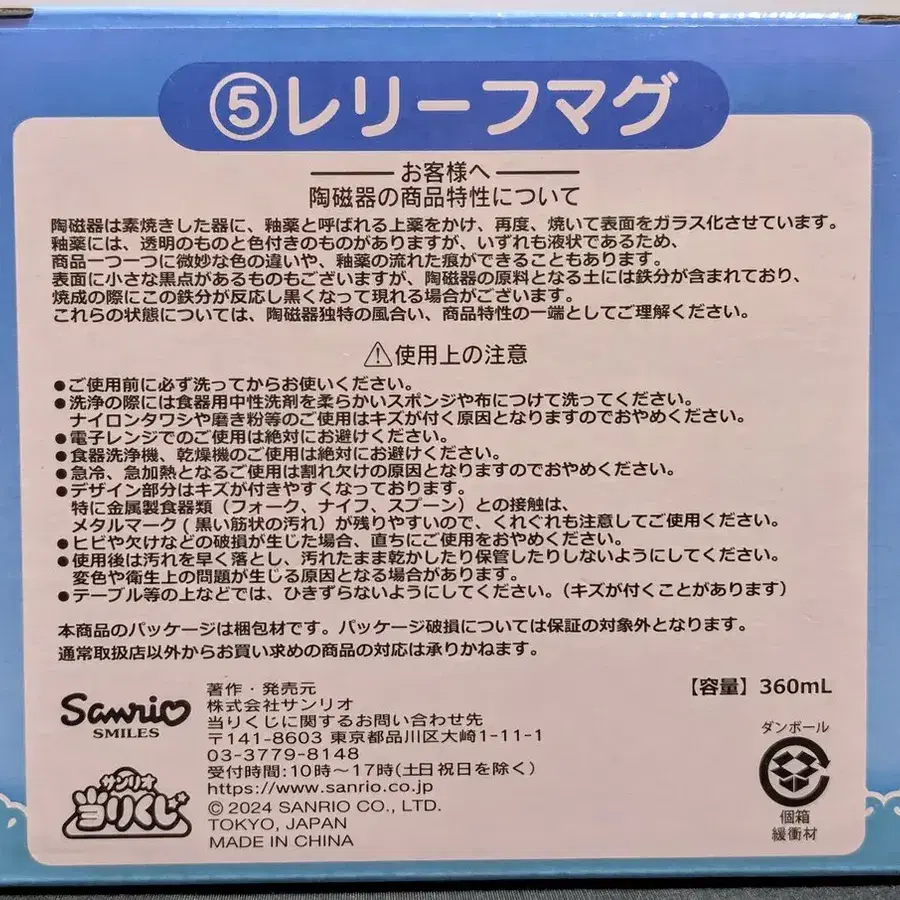 ⑤レリーフマグ
お客様へ
陶磁器の商品特性について
陶磁器は素焼きした器に、釉薬と呼ばれる上薬をかけ、再度、焼いて表面をガラス化させています。
釉薬には、透明のものと色付きのものがありますが、いずれも液状であるため、
商品一つ一つに微妙な色の違いや、釉薬の流れた痕ができることもあります。
表面に小さな黒点があるものもございますが、陶磁器の原料となる土には鉄分が含まれており、
焼成の際にこの鉄分が反応し黒くなって現れる場合がございます。
これらの状態については、陶磁器独特の風合い、商品特性の一端としてご理解ください。
⚠使用上の注意
●ご使用前に必ず洗ってからお使いください。
●洗浄の際には食器用中性洗剤を柔らかいスポンジや布につけて洗ってください。
ナイロンタワシや磨き粉等のご使用はキズが付く原因となりますのでおやめください。
●電子レンジでのご使用は絶対にお避けください。
●食器洗浄機、乾燥機のご使用は絶対にお避けください。
●急冷、急加熱となるご使用は割れ欠けの原因となりますのでおやめください。
●デザイン部分はキズが付きやすくなっております。
特に金属製食器類（フォーク、ナイフ、スプーン）との接触は、
メタルマーク(黒い筋状の汚れ）が残りやすいので、くれぐれも注意してご使用ください。
●ヒビや欠けなどの破損が生じた場合、直ちにご使用をおやめください。
●使用後は汚れを早く落とし、汚れたまま乾かしたり保管したりしないようにしてください。
変色や衛生上の問題が生じる原因となる場合があります。
●テーブル等の上などでは、ひきずらないようにしてください。（キズが付くことがあります）
本商品のパッケージは梱包材です。パッケージ破損については保証の対象外となります。
通常取扱店以外からお買い求めの商品の対応は承りかねます。
Sanrio
SMILES
サンリオ
当りくじ
著作・発売元
株式会社サンリオ
当りくじに関するお問い合わせ先
〒141-8603 東京都品川区大崎1-11-1
03-3779-8148
受付時間:10時〜17時(土日祝日を除く)
https://www.sanrio.co.jp
© 2024 SANRIO CO., LTD.
TOKYO, JAPAN
MADE IN CHINA
【容量】360mL
ダンボール
個箱
緩衝材